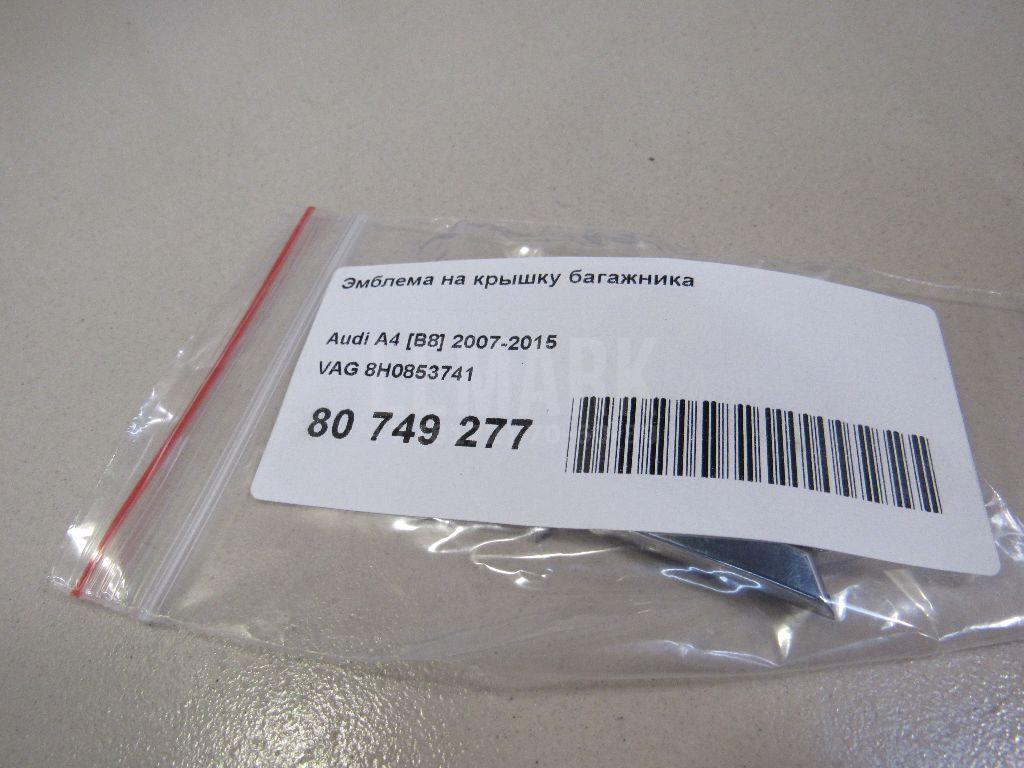 Эмблема на крышку багажника
Audi A4 [B8] 2007-2015
VAG 8H0853741
80 749 277